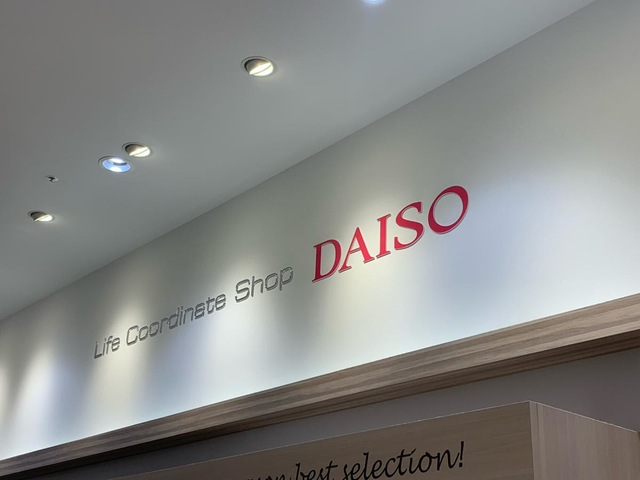 Life Coordinate Shop DAISO
best selection!